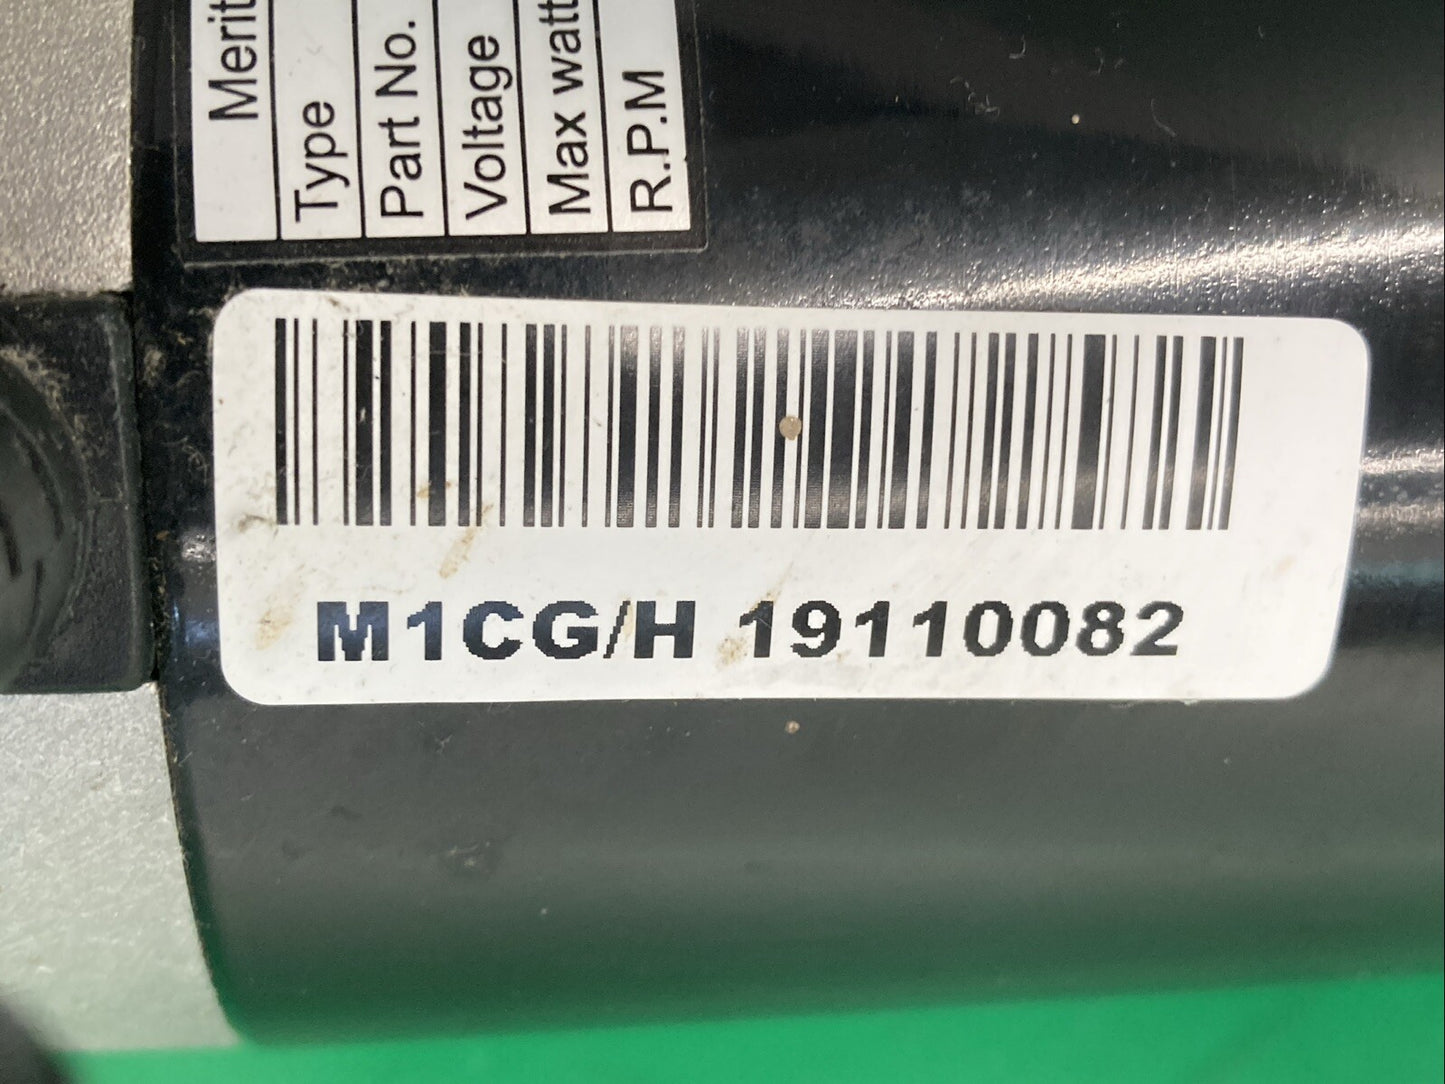 Merit
Type
Part No.
Voltage
Max watt
R.P.M
M1CG/H 19110082